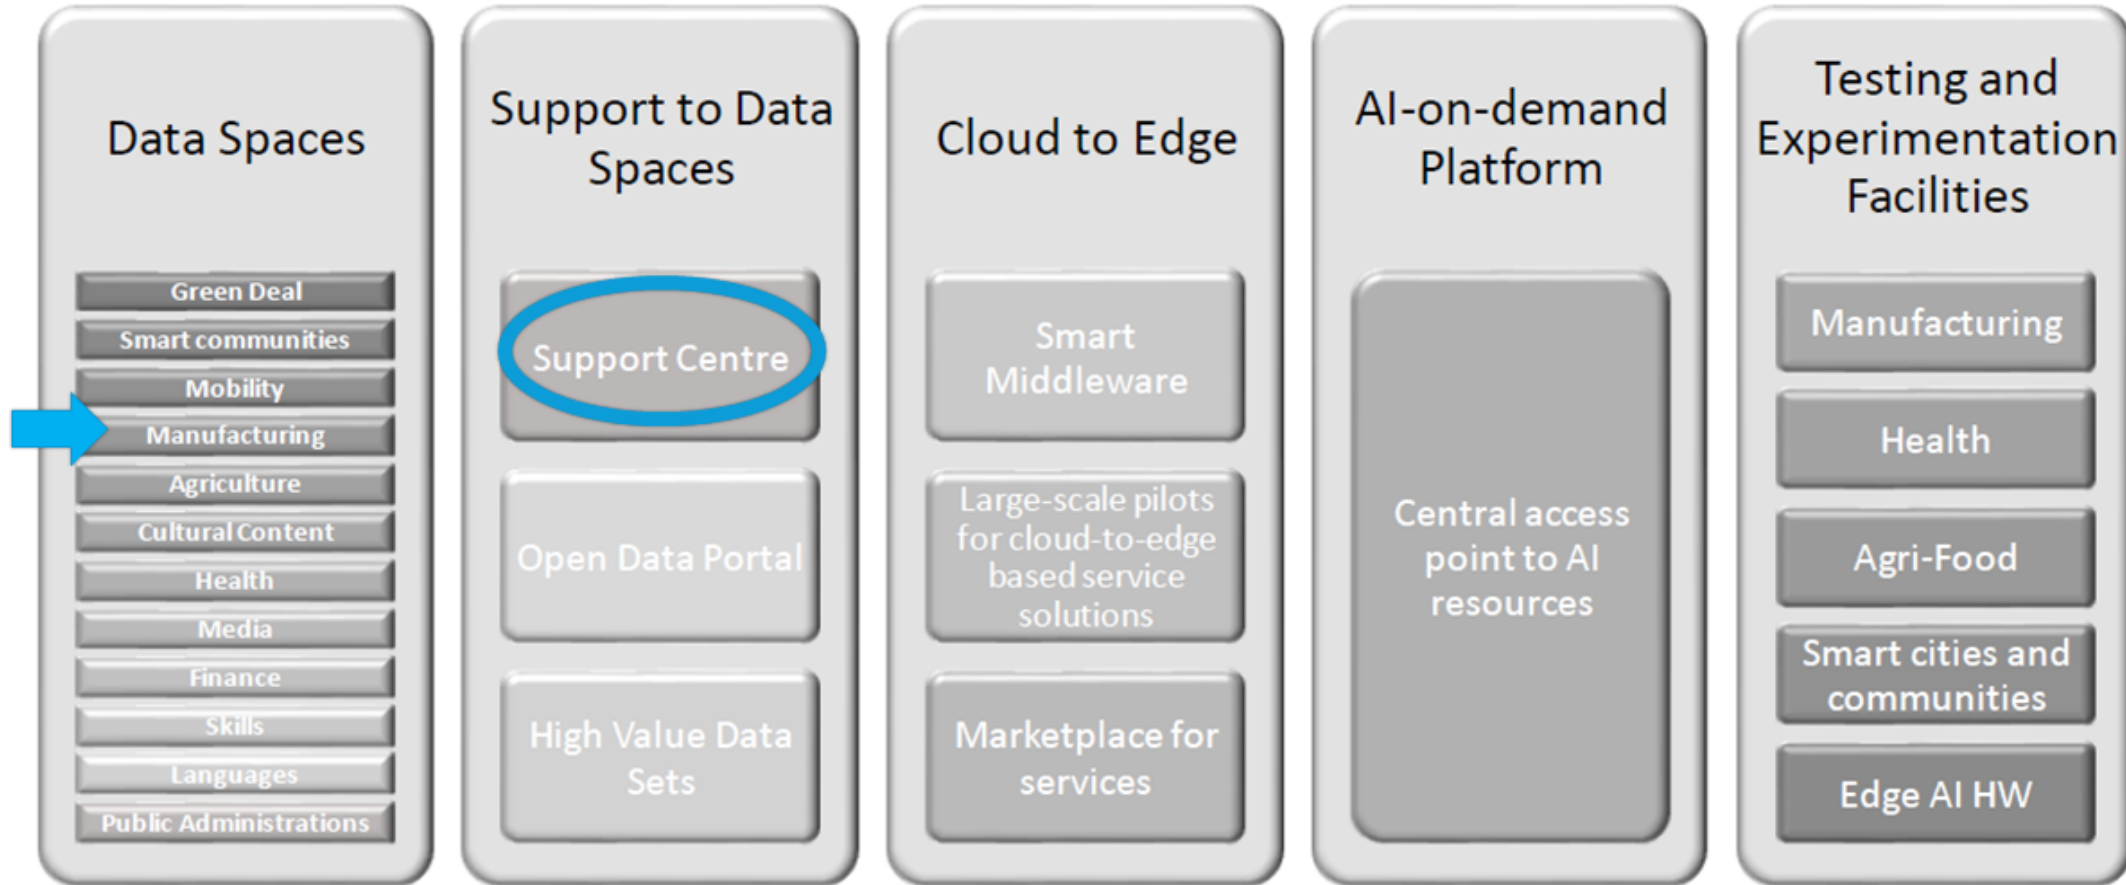 Data Spaces
Green Deal
Smart communities
Mobility
Manufacturing
Agriculture
Cultural Content
Health
Media
Finance
Skills
Languages
Public Administrations
Support to Data
Spaces
Support Centre
Open Data Portal
High Value Data
Sets
Cloud to Edge
Smart
Middleware
Large-scale pilots
for cloud-to-edge
based service
solutions
Marketplace for
services
AI-on-demand
Platform
Central access
point to AI
resources
Testing and
Experimentation
Facilities
Manufacturing
Health
Agri-Food
Smart cities and
communities
Edge AI HW